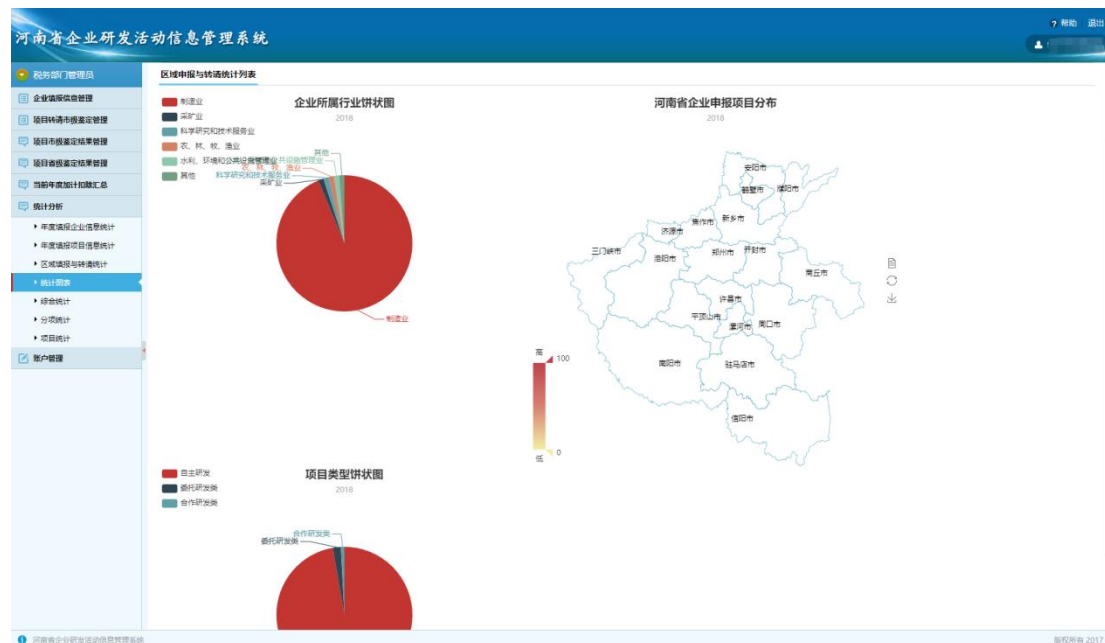 河南省企业研发活动信息管理系统
? 帮助 退出
税务部门管理员
企业填报信息管理
项目转请市级鉴定管理
项目市级鉴定结果管理
项目省级鉴定结果管理
当前年度加计扣除汇总
统计分析
年度填报企业信息统计
年度填报项目信息统计
区域填报与转请统计
统计图表
综合统计
分项统计
项目统计
账户管理
区域申报与转请统计列表
制造业
采矿业
科学研究和技术服务业
农、林、牧、渔业
水利、环境和公共设施管理业
其他
企业所属行业饼状图
2018
其他
农、林、牧、渔业
科学研究和技术服务业
采矿业
制造业
河南省企业申报项目分布
2018
安阳市
鹤壁市
濮阳市
新乡市
焦作市
济源市
三门峡市
洛阳市
郑州市
开封市
商丘市
许昌市
平顶山市
漯河市
周口市
南阳市
驻马店市
信阳市
高
100
低
0
自主研发
委托研发类
合作研发类
项目类型饼状图
2018
合作研发类
委托研发类
河南省企业研发活动信息管理系统
版权所有 2017